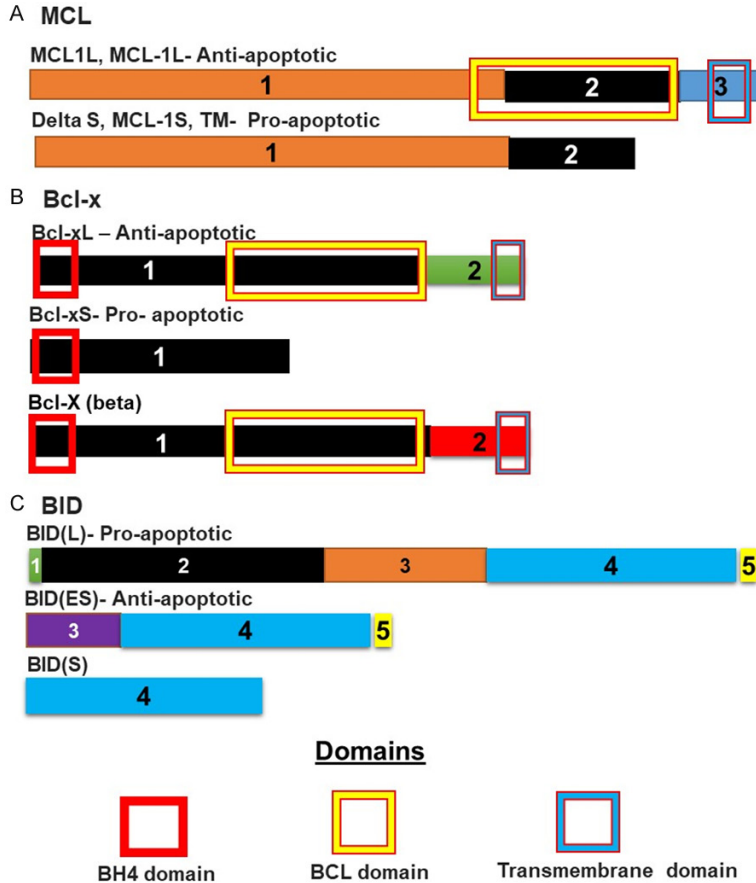 A MCL
MCL1L, MCL-1L- Anti-apoptotic
1 2 3
Delta S, MCL-1S, TM- Pro-apoptotic
1 2
B Bcl-x
Bcl-xL – Anti-apoptotic
1 2
Bcl-xS- Pro- apoptotic
1
Bcl-X (beta)
1 2
C BID
BID(L)- Pro-apoptotic
1 2 3 4 5
BID(ES)- Anti-apoptotic
3 4 5
BID(S)
4
Domains
BH4 domain BCL domain Transmembrane domain